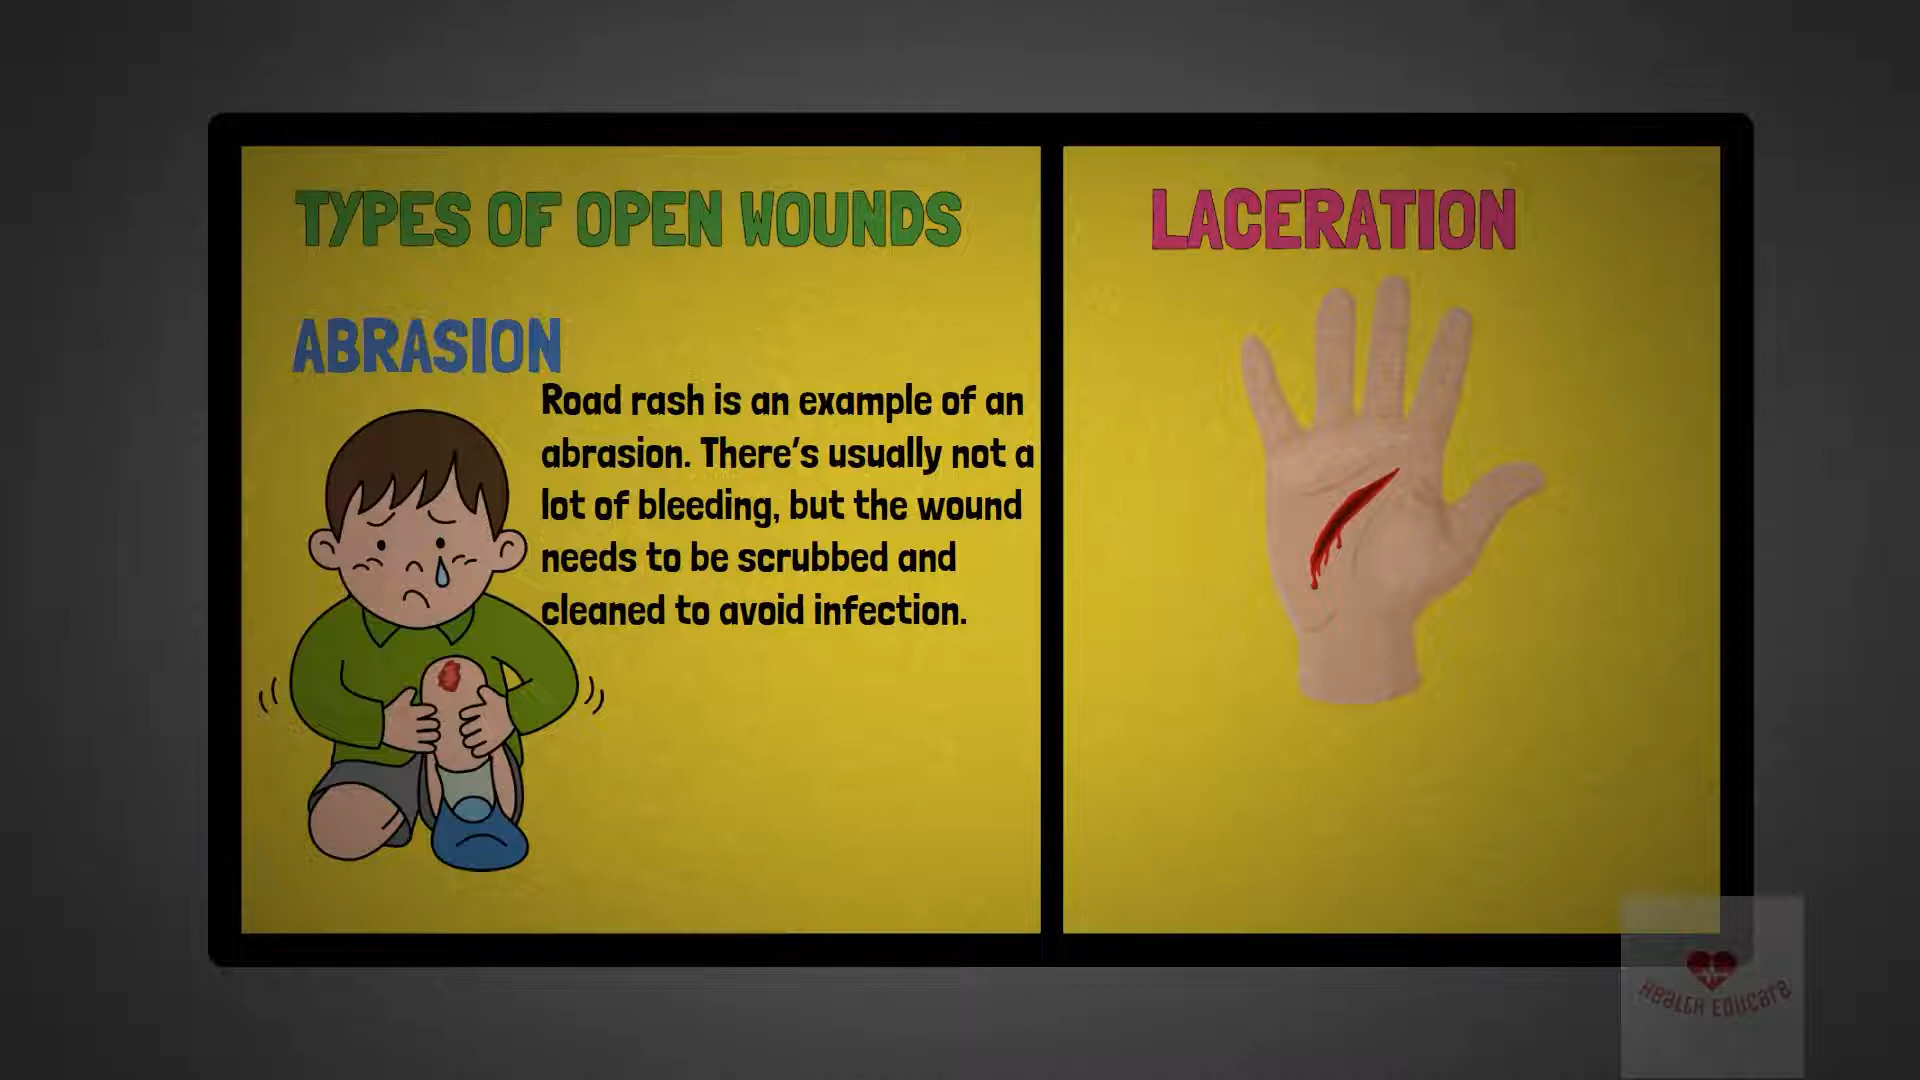 TYPES OF OPEN WOUNDS
ABRASION
Road rash is an example of an
abrasion. There's usually not a
lot of bleeding, but the wound
needs to be scrubbed and
cleaned to avoid infection.
LACERATION
Health Educare